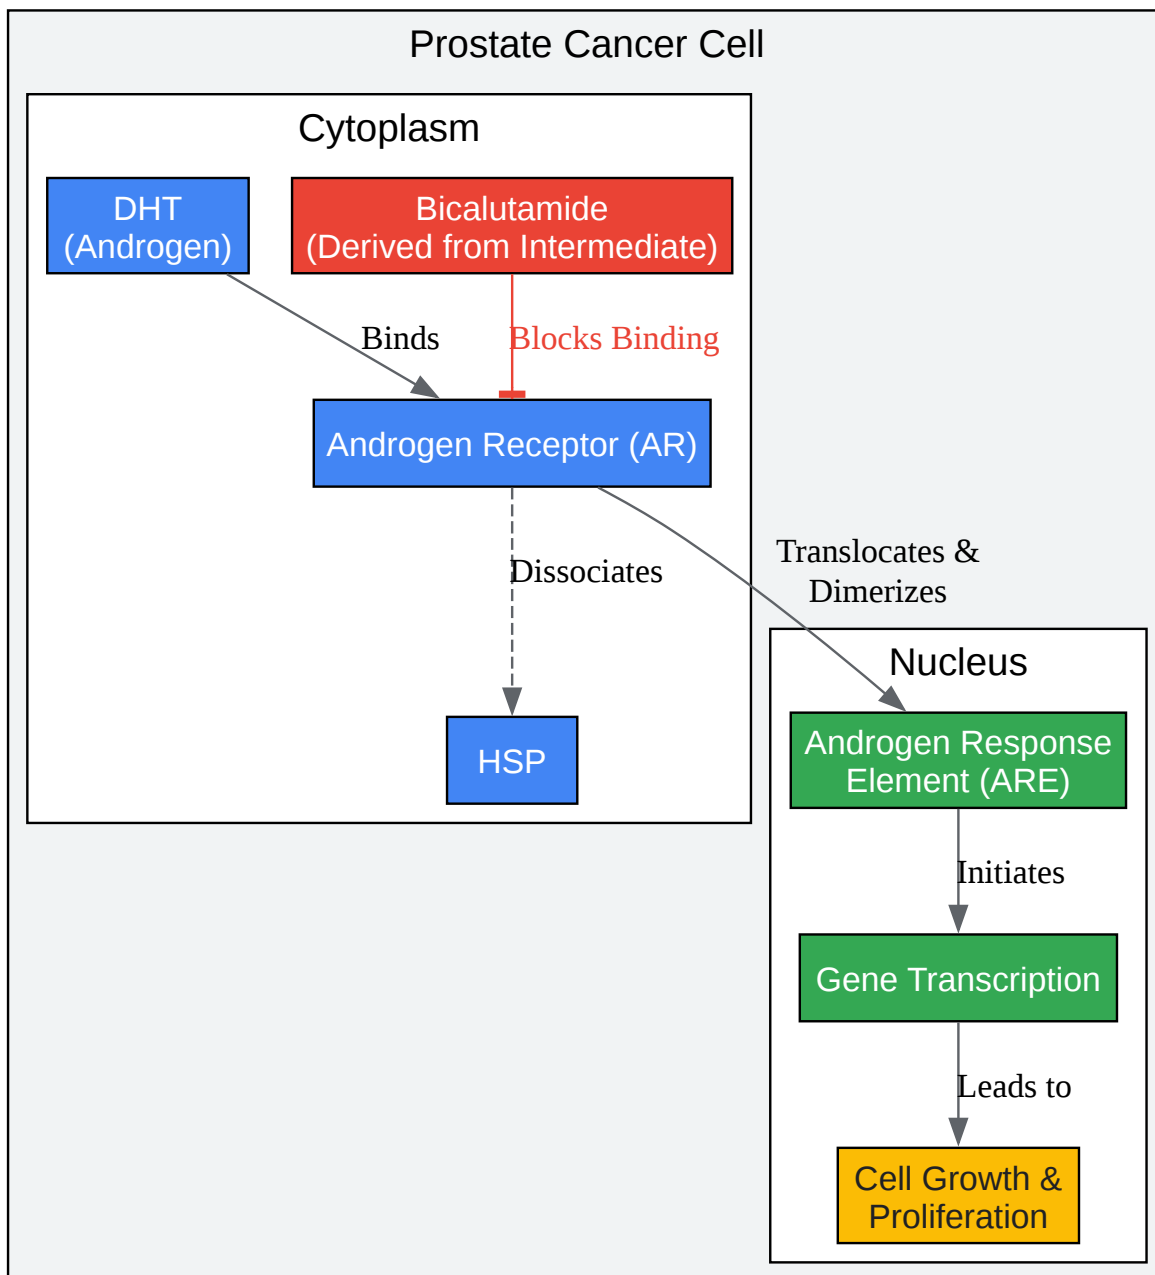 Prostate Cancer Cell
Cytoplasm
DHT
(Androgen)
Bicalutamide
(Derived from Intermediate)
Binds
Blocks Binding
Androgen Receptor (AR)
Translocates &
Dimerizes
Dissociates
Nucleus
HSP
Androgen Response
Element (ARE)
Initiates
Gene Transcription
Leads to
Cell Growth &
Proliferation